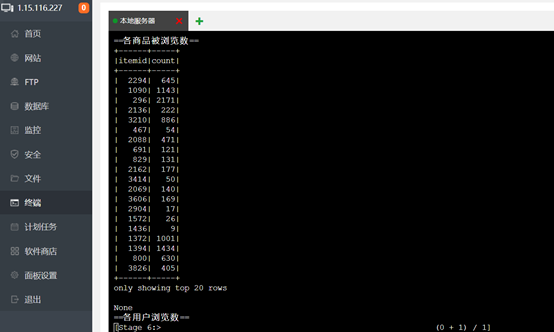 1.15.116.227 0
首页
网站
FTP
数据库
监控
安全
文件
终端
计划任务
软件商店
面板设置
退出
本地服务器
==各商品被浏览数==
+------+-----+
|itemid|count|
+------+-----+
|  2294|  645|
|  1090| 1143|
|   296| 2171|
|  2136|  222|
|  3210|  886|
|   467|   54|
|  2088|  471|
|   691|  121|
|   829|  131|
|  2162|  177|
|  3414|   50|
|  2069|  140|
|  3606|  169|
|  2904|   17|
|  1572|   26|
|  1436|    9|
|  1372| 1001|
|  1394| 1434|
|   800|  630|
|  3826|  405|
+------+-----+
only showing top 20 rows
None
==各用户浏览数==
[Stage 6:> (0 + 1) / 1]